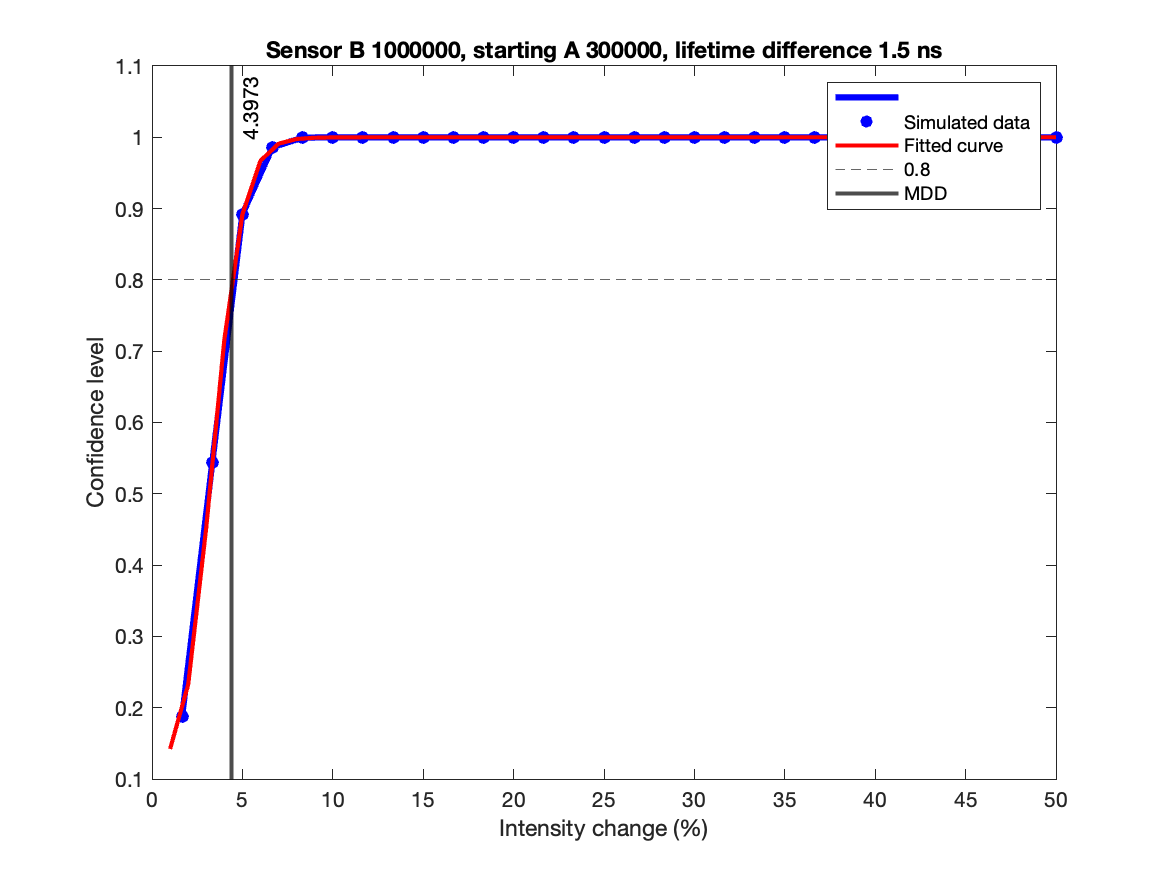 Sensor B 1000000, starting A 300000, lifetime difference 1.5 ns
1.1
1
0.9
0.8
0.7
0.6
0.5
0.4
0.3
0.2
0.1
Confidence level
4.3973
Simulated data
Fitted curve
0.8
MDD
0 5 10 15 20 25 30 35 40 45 50
Intensity change (%)